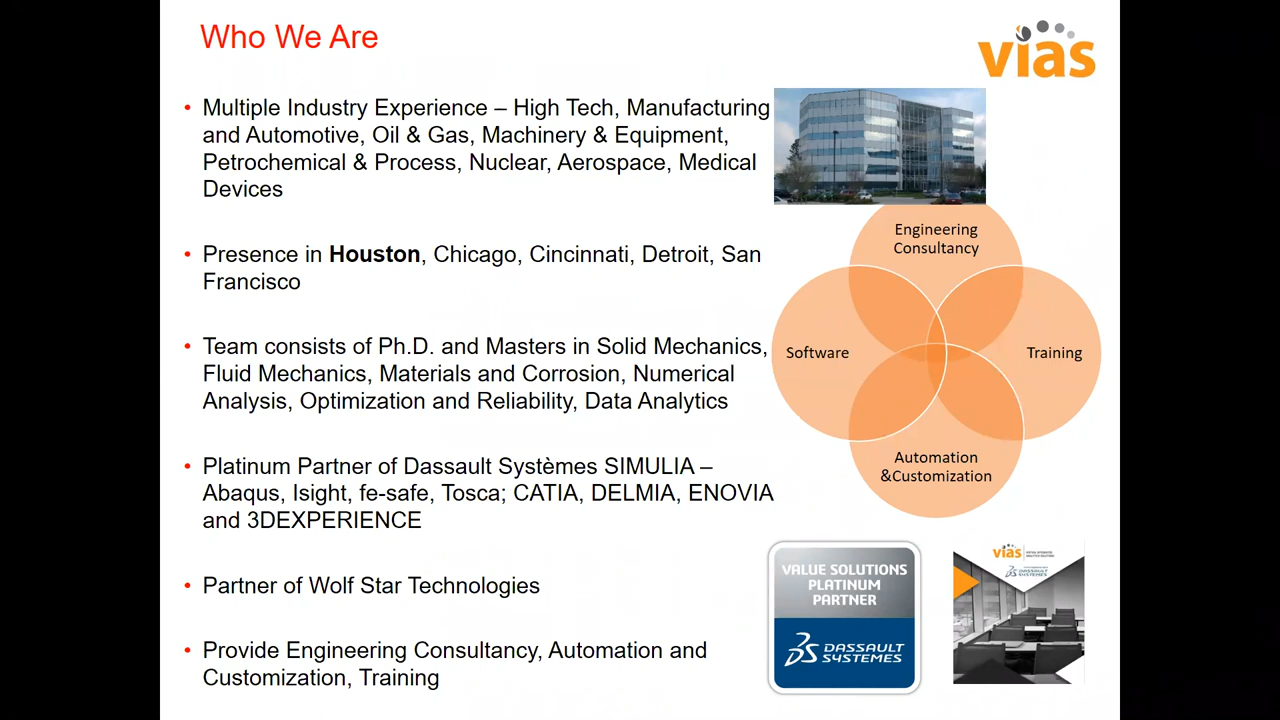 Who We Are
vias
• Multiple Industry Experience – High Tech, Manufacturing
and Automotive, Oil & Gas, Machinery & Equipment,
Petrochemical & Process, Nuclear, Aerospace, Medical
Devices
• Presence in Houston, Chicago, Cincinnati, Detroit, San
Francisco
• Team consists of Ph.D. and Masters in Solid Mechanics,
Fluid Mechanics, Materials and Corrosion, Numerical
Analysis, Optimization and Reliability, Data Analytics
• Platinum Partner of Dassault Systèmes SIMULIA –
Abaqus, Isight, fe-safe, Tosca; CATIA, DELMIA, ENOVIA
and 3DEXPERIENCE
• Partner of Wolf Star Technologies
• Provide Engineering Consultancy, Automation and
Customization, Training
Engineering
Consultancy
Software
Training
Automation
&Customization
VALUE SOLUTIONS
PLATINUM
PARTNER
DASSAULT
SYSTEMES
vias
DASSAULT
SYSTEMES